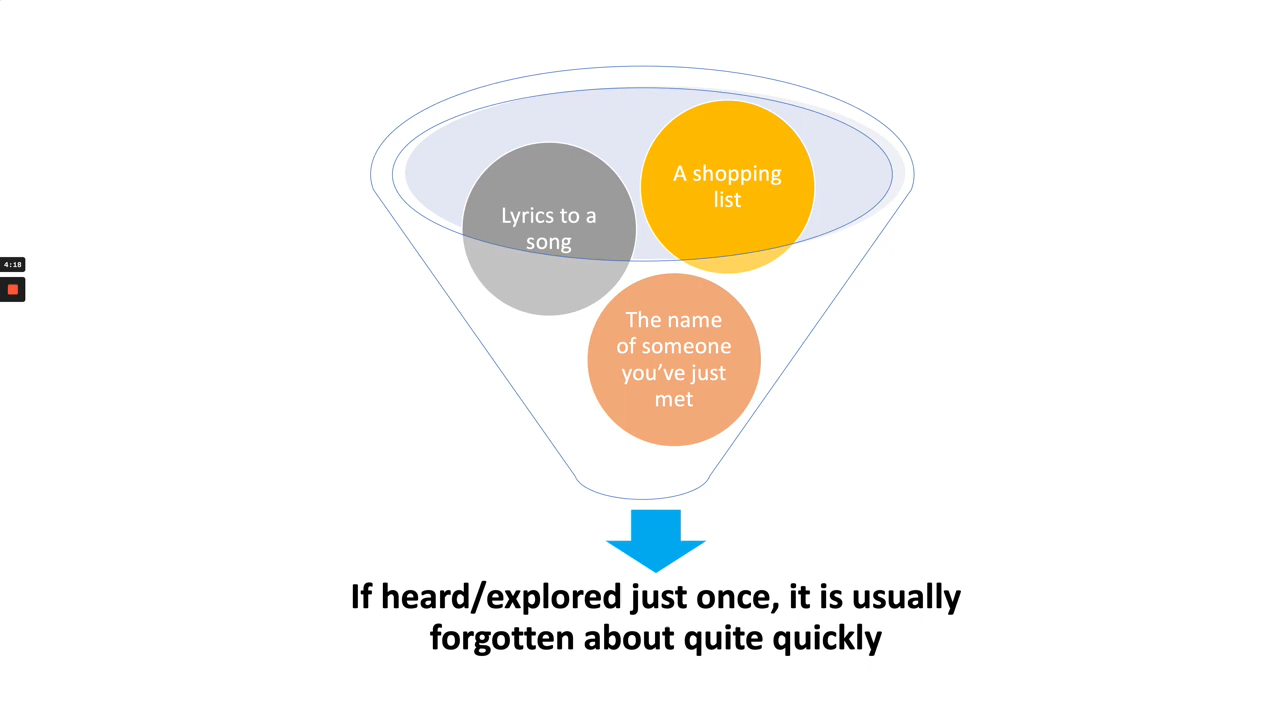 A shopping
list
Lyrics to a
song
The name
of someone
you've just
met
4:18
If heard/explored just once, it is usually
forgotten about quite quickly